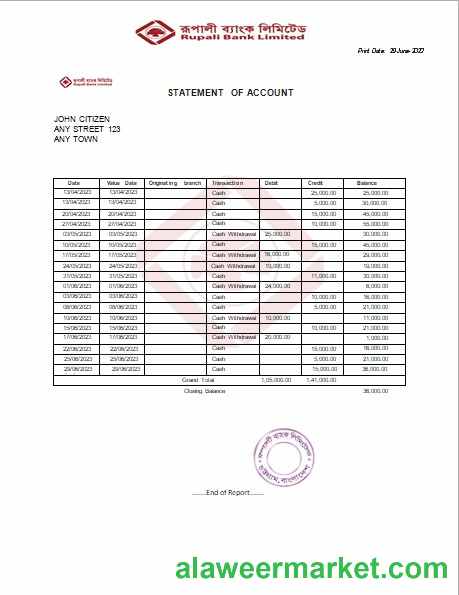 রূপালী ব্যাংক লিমিটেড
Rupali Bank Limited
Print Date: 29-June-2022
রূপালী ব্যাংক লিমিটেড
Rupali Bank Limited
STATEMENT OF ACCOUNT
JOHN CITIZEN
ANY STREET 123
ANY TOWN
Date Value Date Originating branch Transaction Debit Credit Balance
13/04/2023 13/04/2023 Cash 25,000.00 25,000.00
13/04/2023 13/04/2023 Cash 5,000.00 30,000.00
20/04/2023 20/04/2023 Cash 15,000.00 45,000.00
27/04/2023 27/04/2023 Cash 10,000.00 55,000.00
03/05/2023 03/05/2023 Cash Withdrawal 25,000.00 30,000.00
10/05/2023 10/05/2023 Cash 15,000.00 45,000.00
17/05/2023 17/05/2023 Cash Withdrawal 16,000.00 29,000.00
24/05/2023 24/05/2023 Cash Withdrawal 10,000.00 19,000.00
31/05/2023 31/05/2023 Cash 11,000.00 30,000.00
01/06/2023 01/06/2023 Cash Withdrawal 24,000.00 6,000.00
03/06/2023 03/06/2023 Cash 10,000.00 16,000.00
08/06/2023 08/06/2023 Cash 5,000.00 21,000.00
10/06/2023 10/06/2023 Cash Withdrawal 10,000.00 11,000.00
15/06/2023 15/06/2023 Cash 10,000.00 21,000.00
17/06/2023 17/06/2023 Cash Withdrawal 20,000.00 1,000.00
22/06/2023 22/06/2023 Cash 15,000.00 16,000.00
25/06/2023 25/06/2023 Cash 5,000.00 21,000.00
29/06/2023 29/06/2023 Cash 15,000.00 36,000.00
Grand Total 1,05,000.00 1,41,000.00
Closing Balance 36,000.00
রূপালী ব্যাংক লিমিটেড
চট্টগ্রাম, বাংলাদেশ
........End of Report........
alaweermarket.com